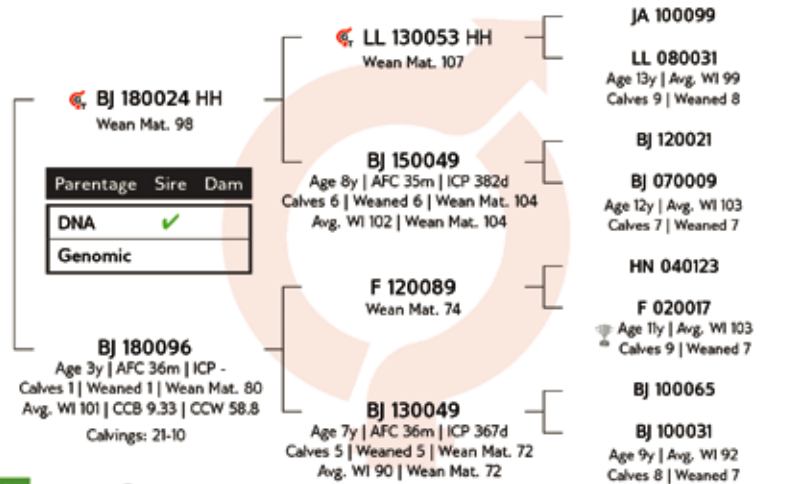 BJ 180024 HH
Wean Mat. 98
Parentage Sire Dam
DNA ✓
Genomic
BJ 180096
Age 3y | AFC 36m | ICP -
Calves 1 | Weaned 1 | Wean Mat. 80
Avg. WI 101 | CCB 9.33 | CCW 58.8
Calvings: 21-10
LL 130053 HH
Wean Mat. 107
BJ 150049
Age 8y | AFC 35m | ICP 382d
Calves 6 | Weaned 6 | Wean Mat. 104
Avg. WI 102 | Wean Mat. 104
F 120089
Wean Mat. 74
BJ 130049
Age 7y | AFC 36m | ICP 367d
Calves 5 | Weaned 5 | Wean Mat. 72
Avg. WI 90 | Wean Mat. 72
JA 100099
LL 080031
Age 13y | Avg. WI 99
Calves 9 | Weaned 8
BJ 120021
BJ 070009
Age 12y | Avg. WI 103
Calves 7 | Weaned 7
HN 040123
F 020017
Age 11y | Avg. WI 103
Calves 9 | Weaned 7
BJ 100065
BJ 100031
Age 9y | Avg. WI 92
Calves 8 | Weaned 7